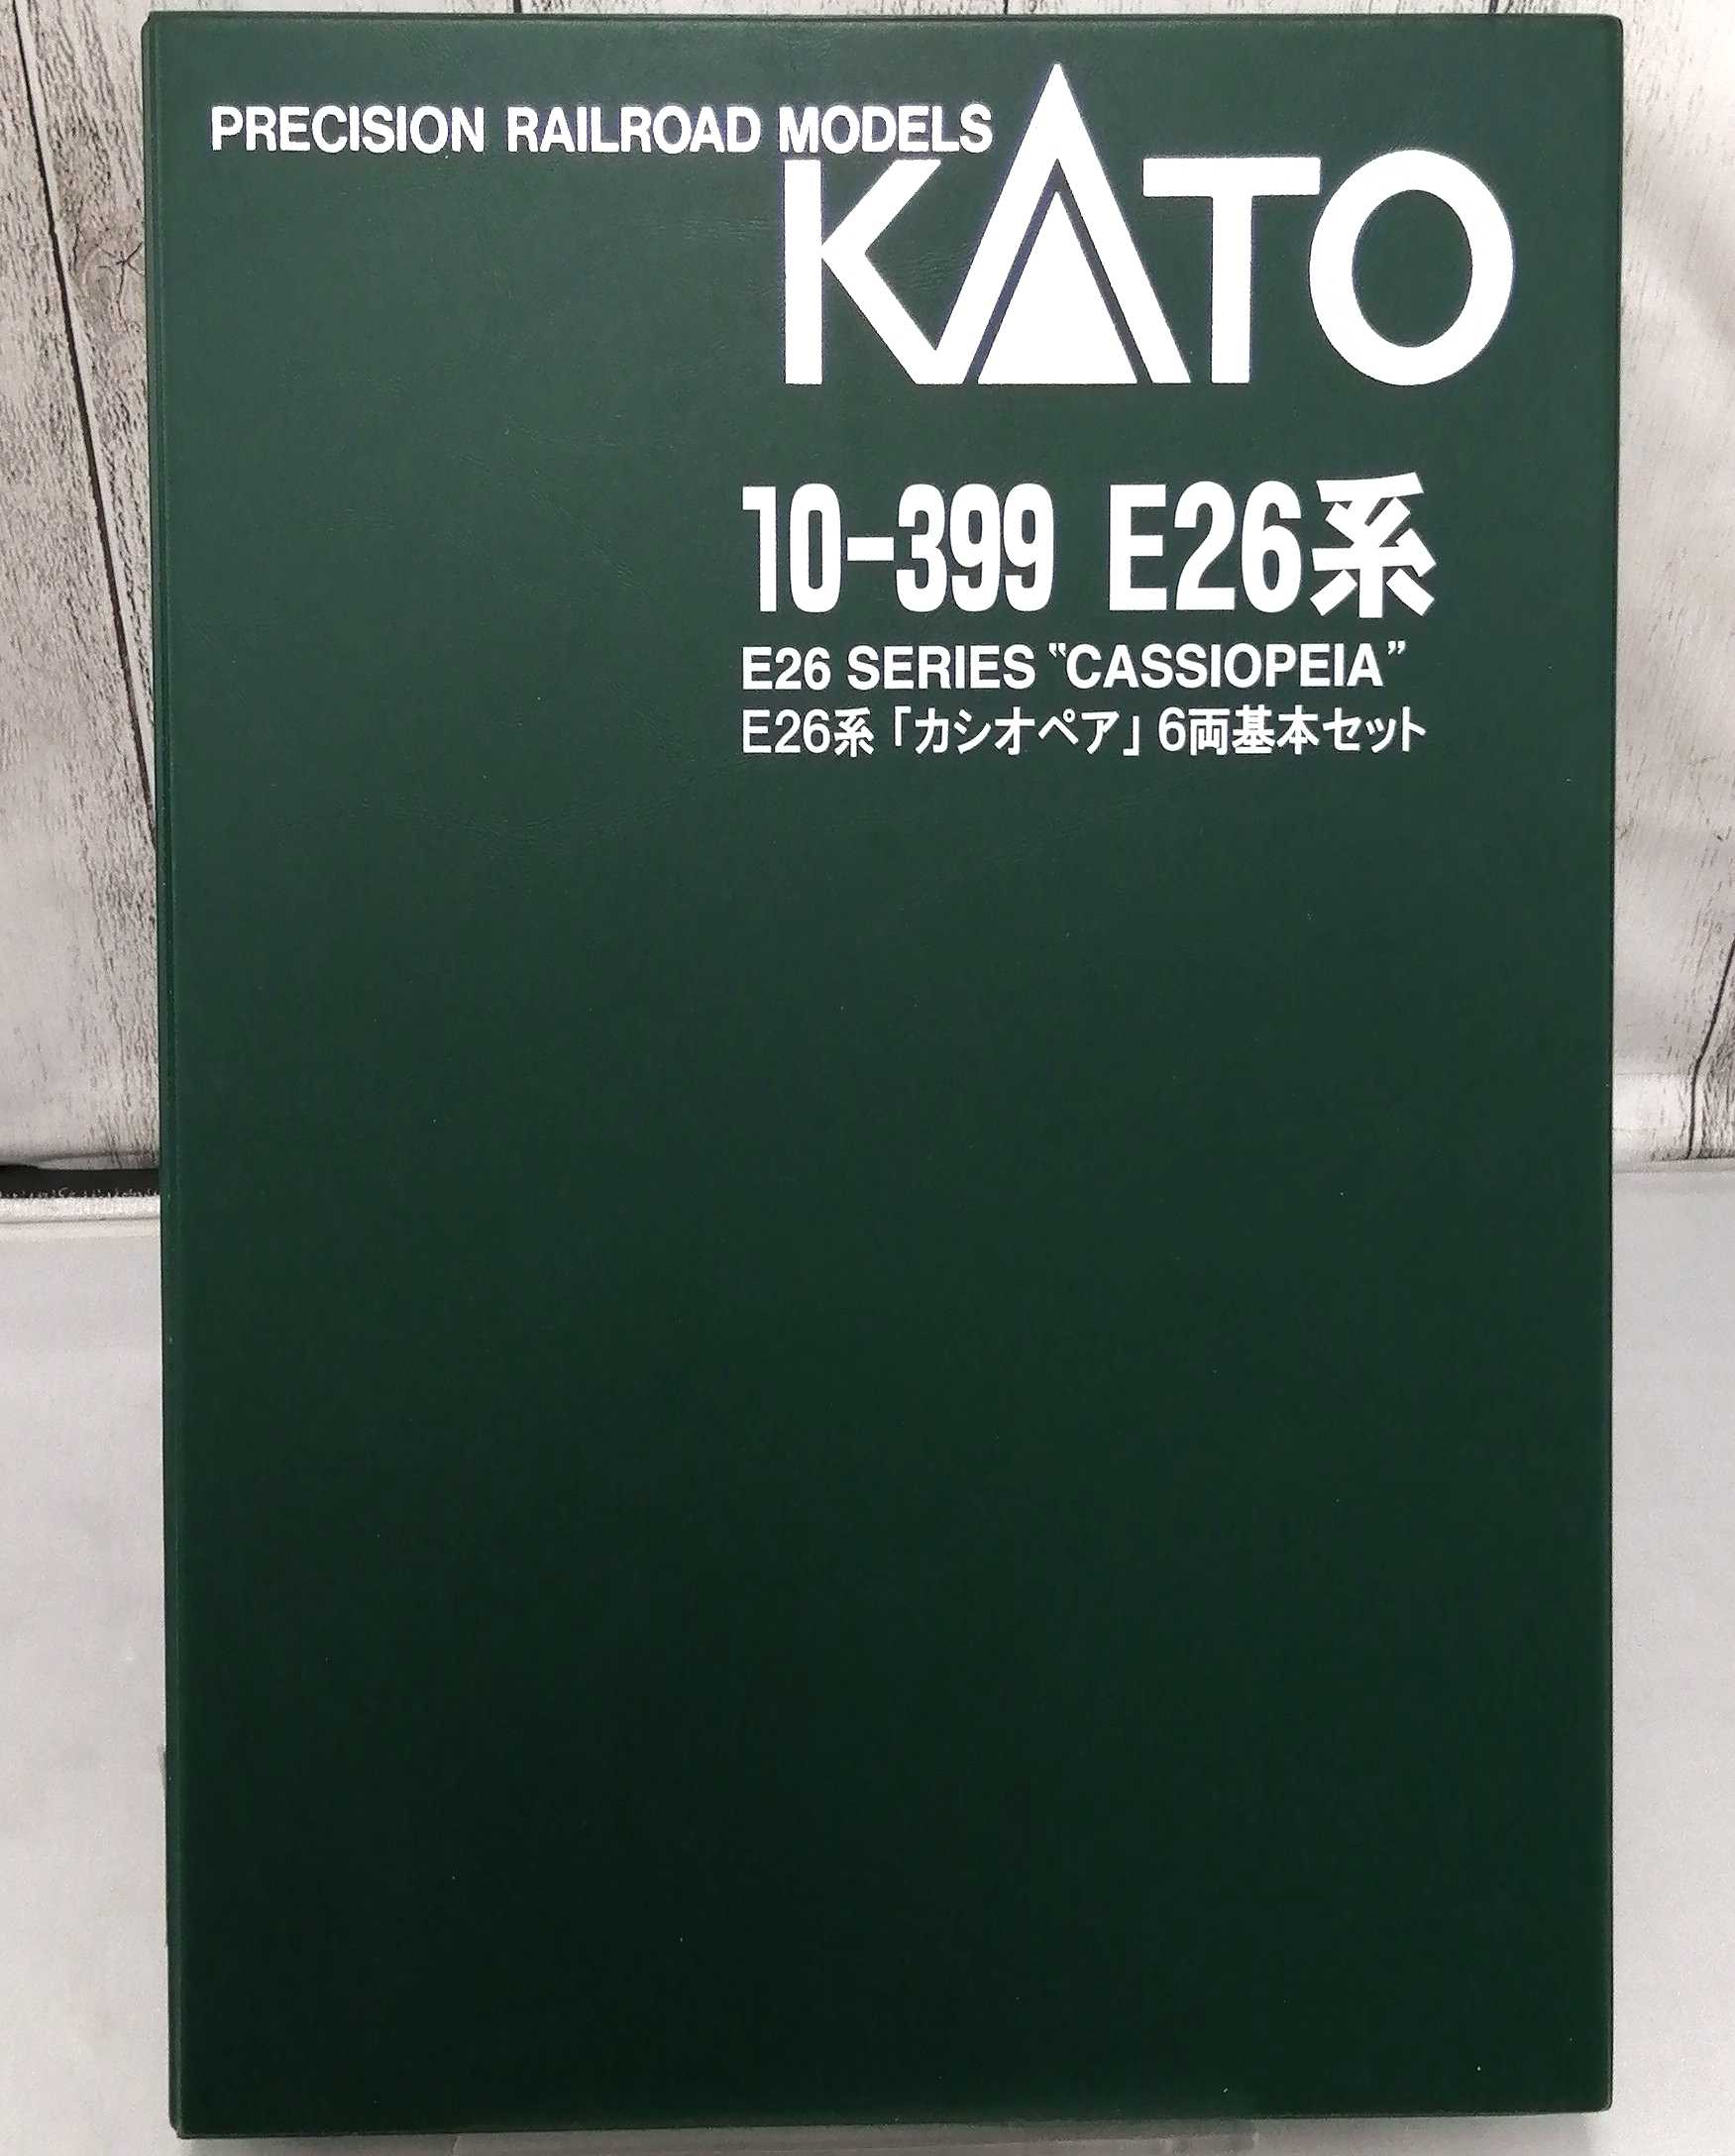 PRECISION RAILROAD MODELS
KATO
10-399 E26系
E26 SERIES “CASSIOPEIA”
E26系「カシオペア」6両基本セット